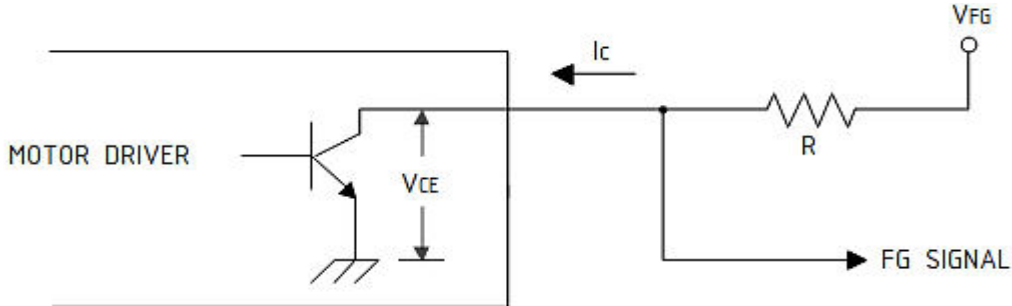 VFG
Ic
R
MOTOR DRIVER
VCE
FG SIGNAL